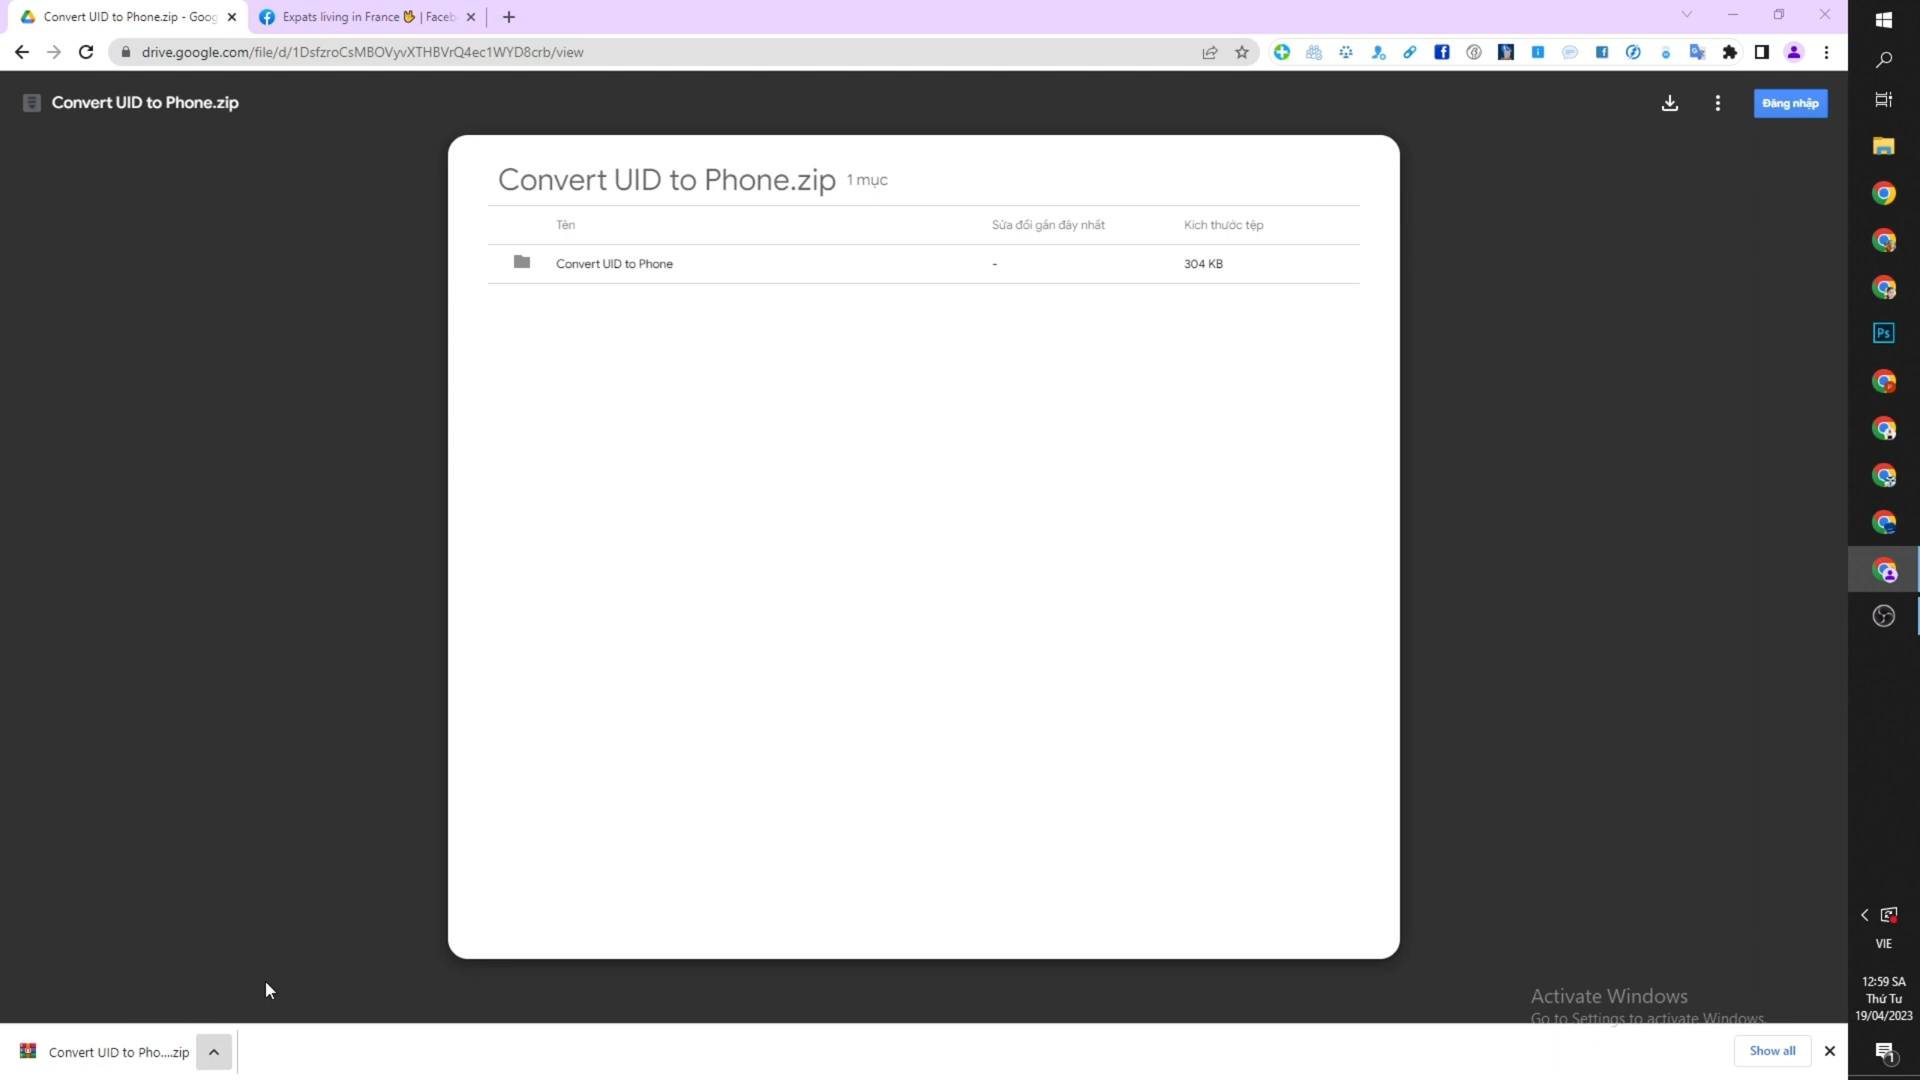 Convert UID to Phone.zip - Goog
Expats living in France 🖐 | Faceb
drive.google.com/file/d/1DsfzroCsMBOVyvXTHBVrQ4ec1WYD8crb/view
Convert UID to Phone.zip
Đăng nhập
Convert UID to Phone.zip 1 mục
Tên Sửa đổi gần đây nhất Kích thước tệp
Convert UID to Phone - 304 KB
Ps
VIE
12:59 SA
Thứ Tư
19/04/2023
Activate Windows
Go to Settings to activate Windows.
Convert UID to Pho....zip
Show all
1